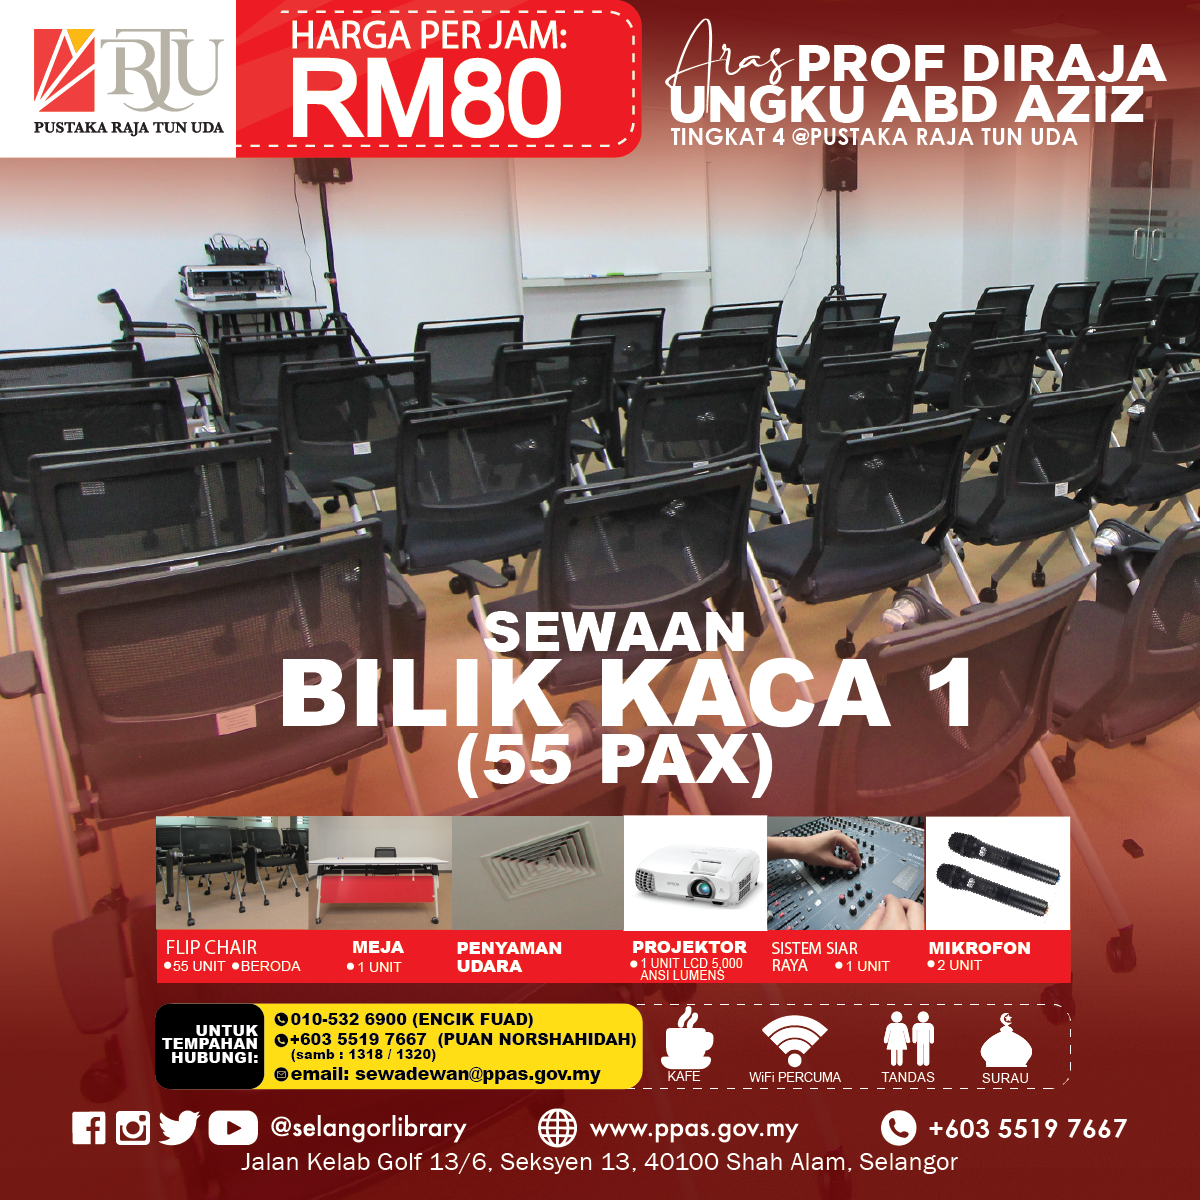 RTU
PUSTAKA RAJA TUN UDA
HARGA PER JAM:
RM80
Aras PROF DIRAJA
UNGKU ABD AZIZ
TINGKAT 4 @PUSTAKA RAJA TUN UDA
SEWAAN
BILIK KACA 1
(55 PAX)
FLIP CHAIR
•55 UNIT •BERODA
MEJA
•1 UNIT
PENYAMAN
UDARA
PROJEKTOR
•1 UNIT LCD 5,000
ANSI LUMENS
SISTEM SIAR
RAYA •1 UNIT
MIKROFON
•2 UNIT
UNTUK
TEMPAHAN
HUBUNGI:
010-532 6900 (ENCIK FUAD)
+603 5519 7667 (PUAN NORSHAHIDAH)
(samb : 1318 / 1320)
email: sewadewan@ppas.gov.my
KAFE
WiFi PERCUMA
TANDAS
SURAU
@selangorlibrary
www.ppas.gov.my
+603 5519 7667
Jalan Kelab Golf 13/6, Seksyen 13, 40100 Shah Alam, Selangor